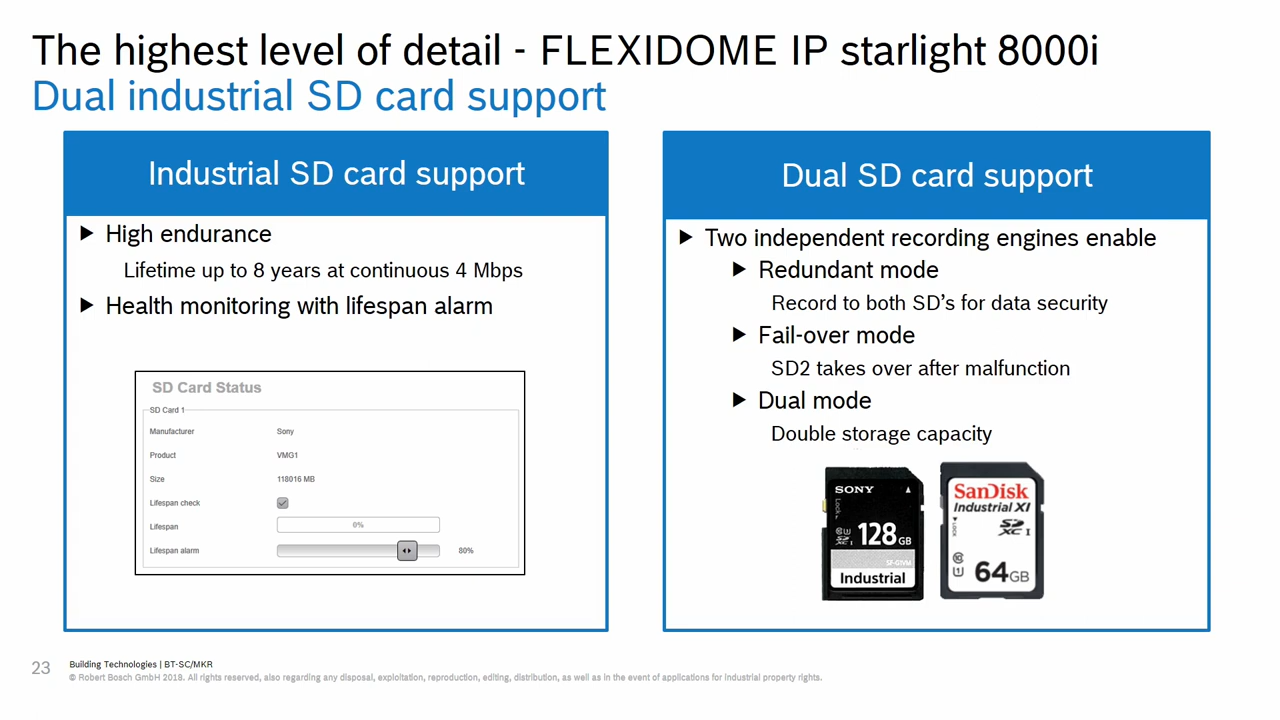 The highest level of detail - FLEXIDOME IP starlight 8000i
Dual industrial SD card support
Industrial SD card support
▶ High endurance
Lifetime up to 8 years at continuous 4 Mbps
▶ Health monitoring with lifespan alarm
SD Card Status
SD Card 1
Manufacturer Sony
Product VMG1
Size 118016 MB
Lifespan check
Lifespan 0%
Lifespan alarm 80%
Dual SD card support
▶ Two independent recording engines enable
▶ Redundant mode
Record to both SD's for data security
▶ Fail-over mode
SD2 takes over after malfunction
▶ Dual mode
Double storage capacity
SONY
Lock
SDXC I
128GB
SF-G1VM
Industrial
SanDisk
Industrial XI
LOCK
SDXC I
64GB
23
Building Technologies | BT-SC/MKR
© Robert Bosch GmbH 2018. All rights reserved, also regarding any disposal, exploitation, reproduction, editing, distribution, as well as in the event of applications for industrial property rights.